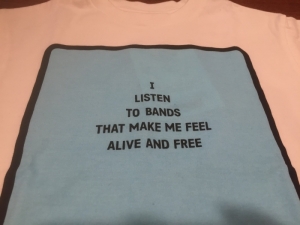 I
LISTEN
TO BANDS
THAT MAKE ME FEEL
ALIVE AND FREE